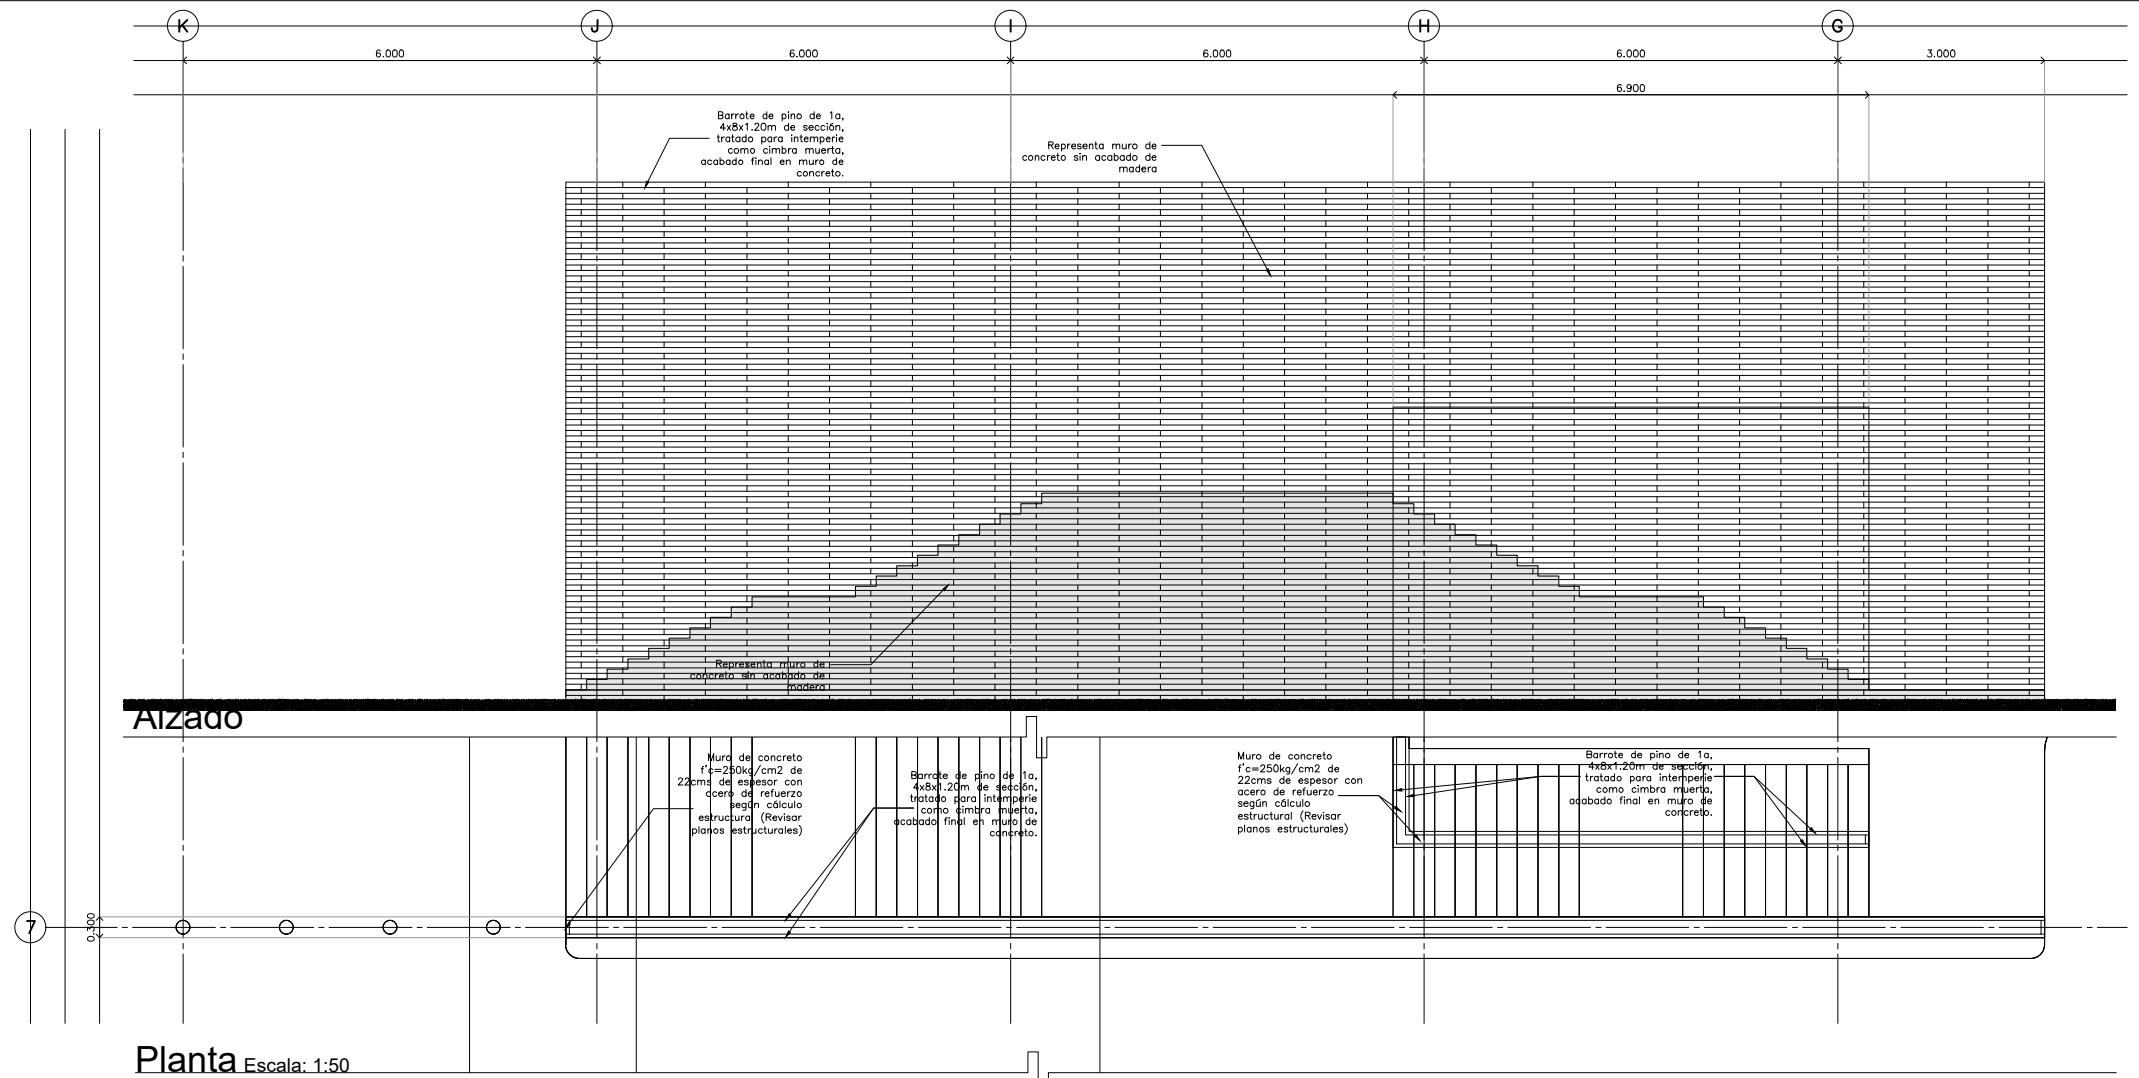 K
J
I
H
G
6.000
6.000
6.000
6.000
3.000
6.900
Barrote de pino de 1a,
4x8x1.20m de sección,
tratado para intemperie
como cimbra muerta,
acabado final en muro de
concreto.
Representa muro de
concreto sin acabado de
madera
Representa muro de
concreto sin acabado de
madera
Alzado
Muro de concreto
f'c=250kg/cm2 de
22cms de espesor con
acero de refuerzo
según cálculo
estructural (Revisar
planos estructurales)
Barrote de pino de 1a,
4x8x1.20m de sección,
tratado para intemperie
como cimbra muerta,
acabado final en muro de
concreto.
Muro de concreto
f'c=250kg/cm2 de
22cms de espesor con
acero de refuerzo
según cálculo
estructural (Revisar
planos estructurales)
Barrote de pino de 1a,
4x8x1.20m de sección,
tratado para intemperie
como cimbra muerta,
acabado final en muro de
concreto.
7
0.300
Planta Escala: 1:50